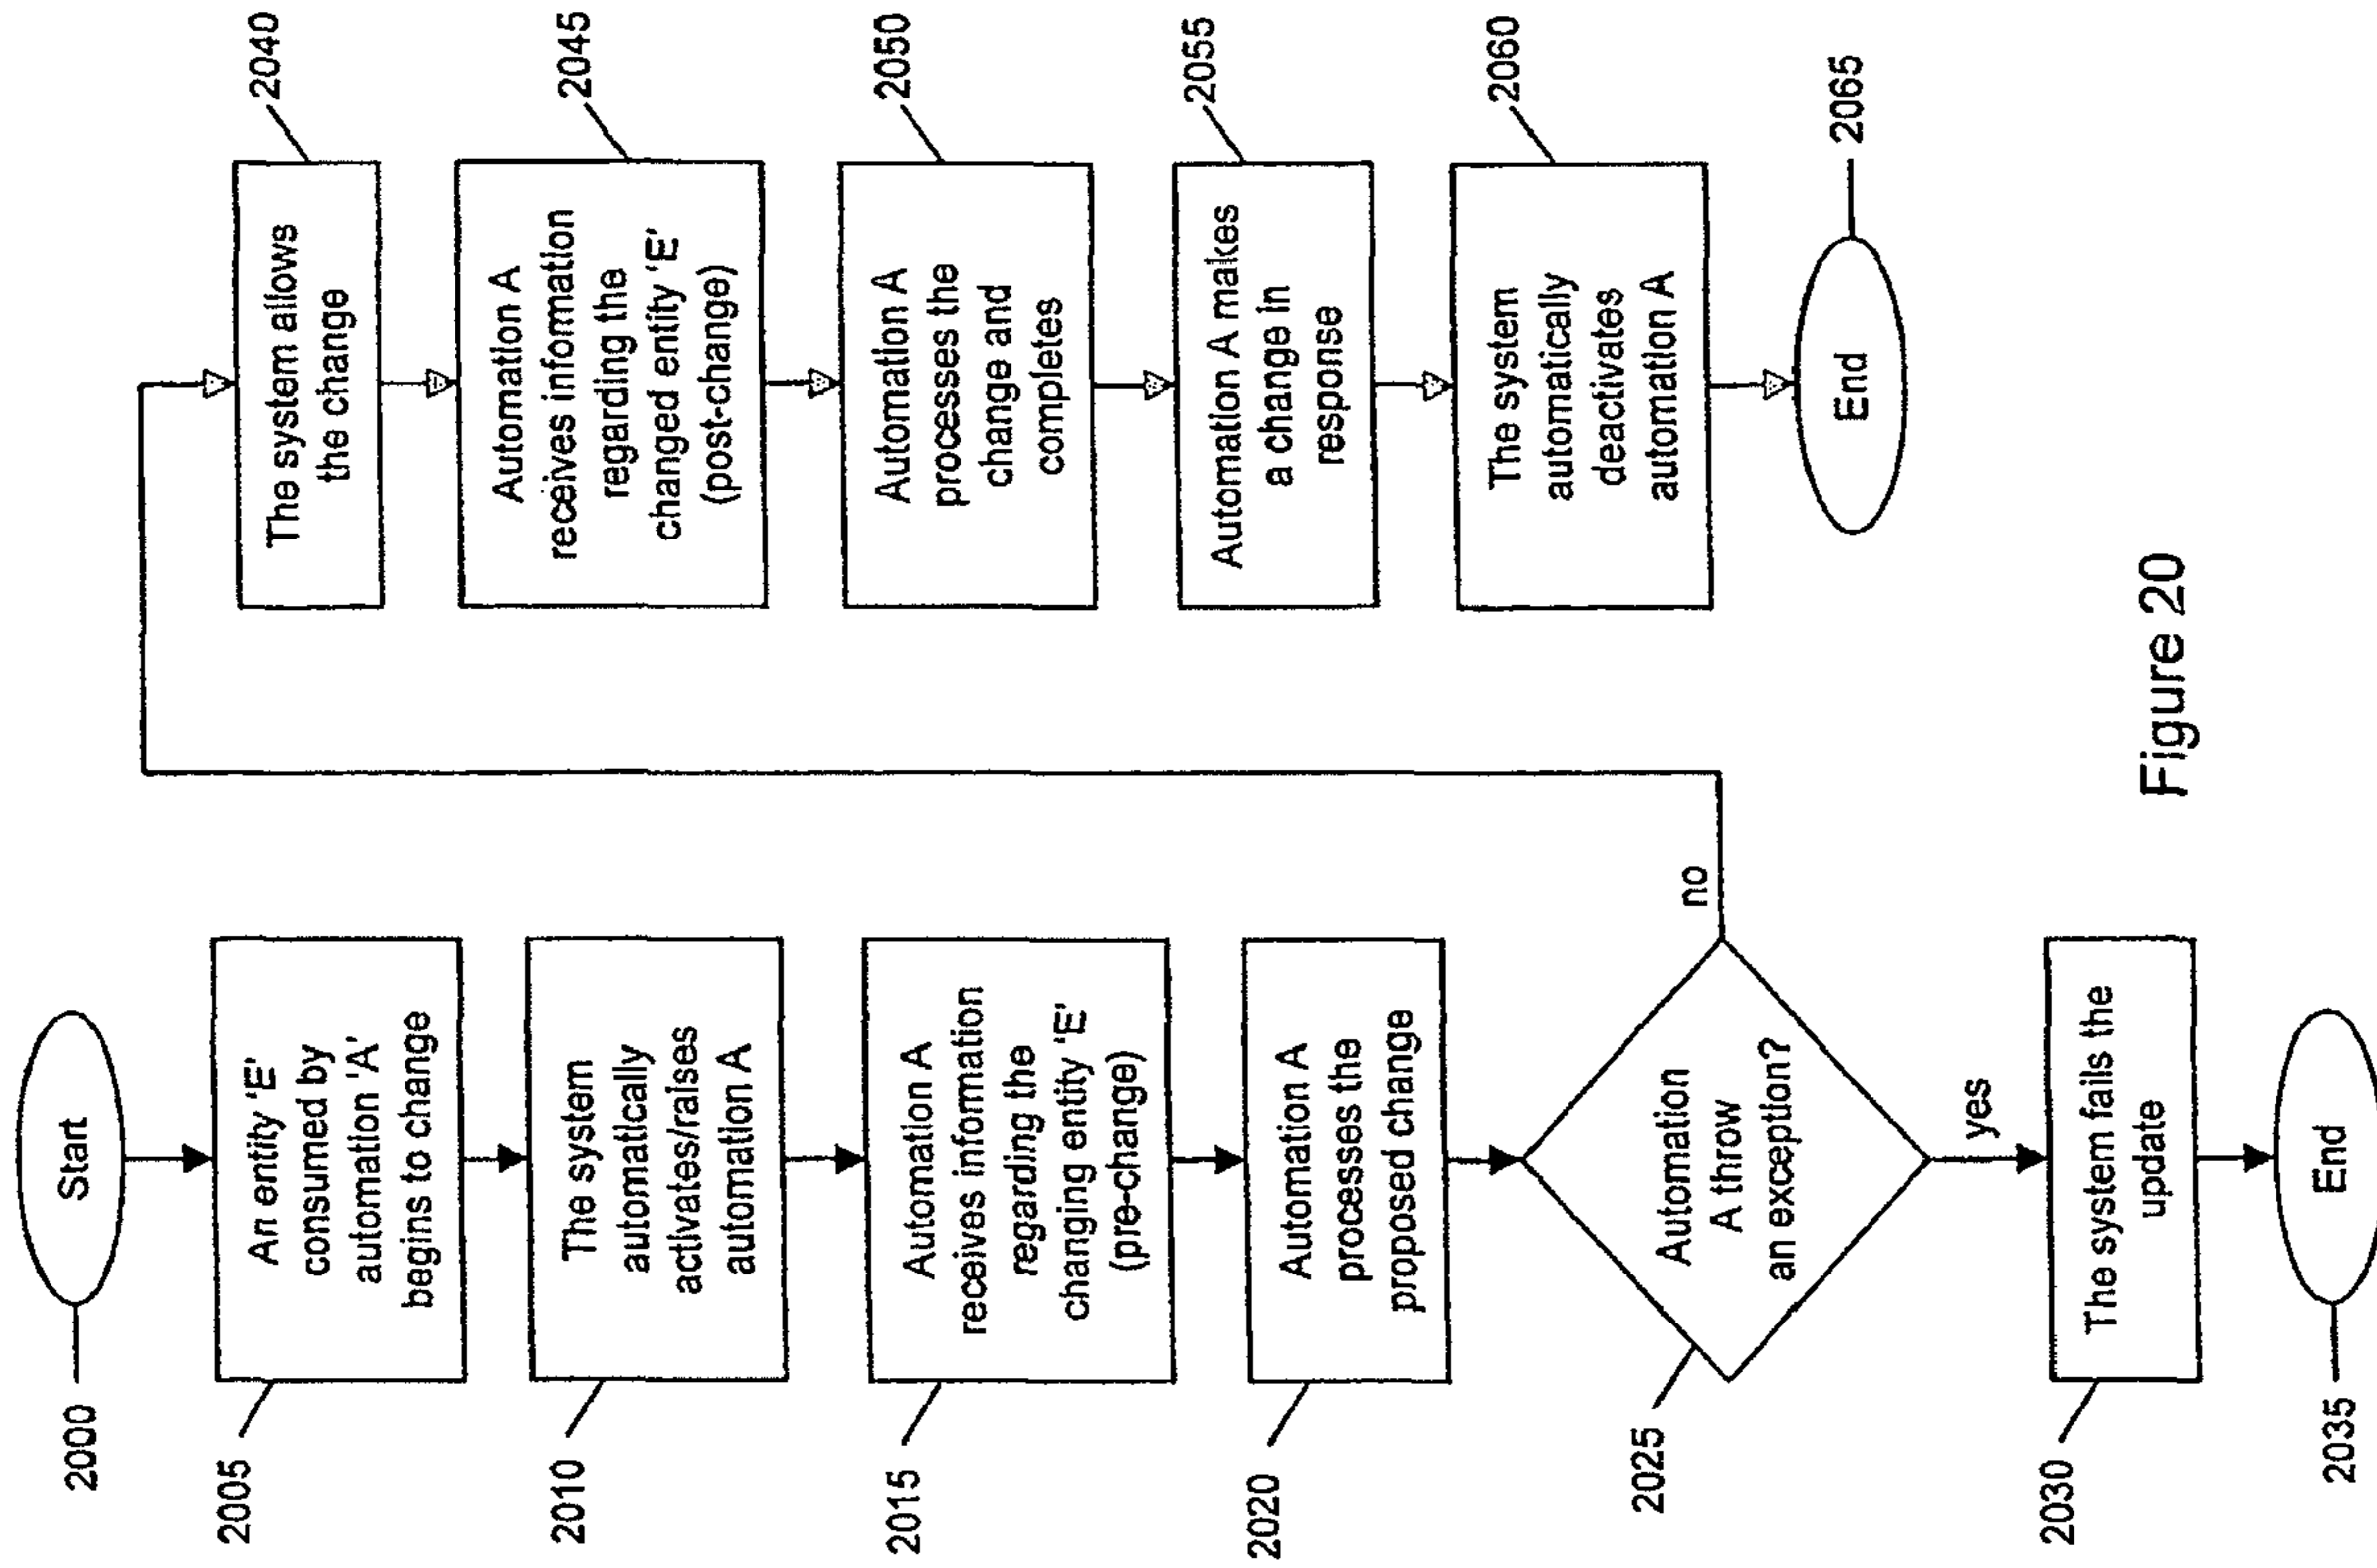 Start
2000
An entity 'E'
consumed by
automation 'A'
begins to change
2005
The system
automatically
activates/raises
automation A
2010
Automation A
receives information
regarding the
changing entity 'E'
(pre-change)
2015
Automation A
processes the
proposed change
2020
Automation
A throw
an exception?
2025
no
yes
The system fails the
update
2030
End
2035
The system allows
the change
2040
Automation A
receives information
regarding the
changed entity 'E'
(post-change)
2045
Automation A
processes the
change and
completes
2050
Automation A makes
a change in
response
2055
The system
automatically
deactivates
automation A
2060
End
2065
Figure 20